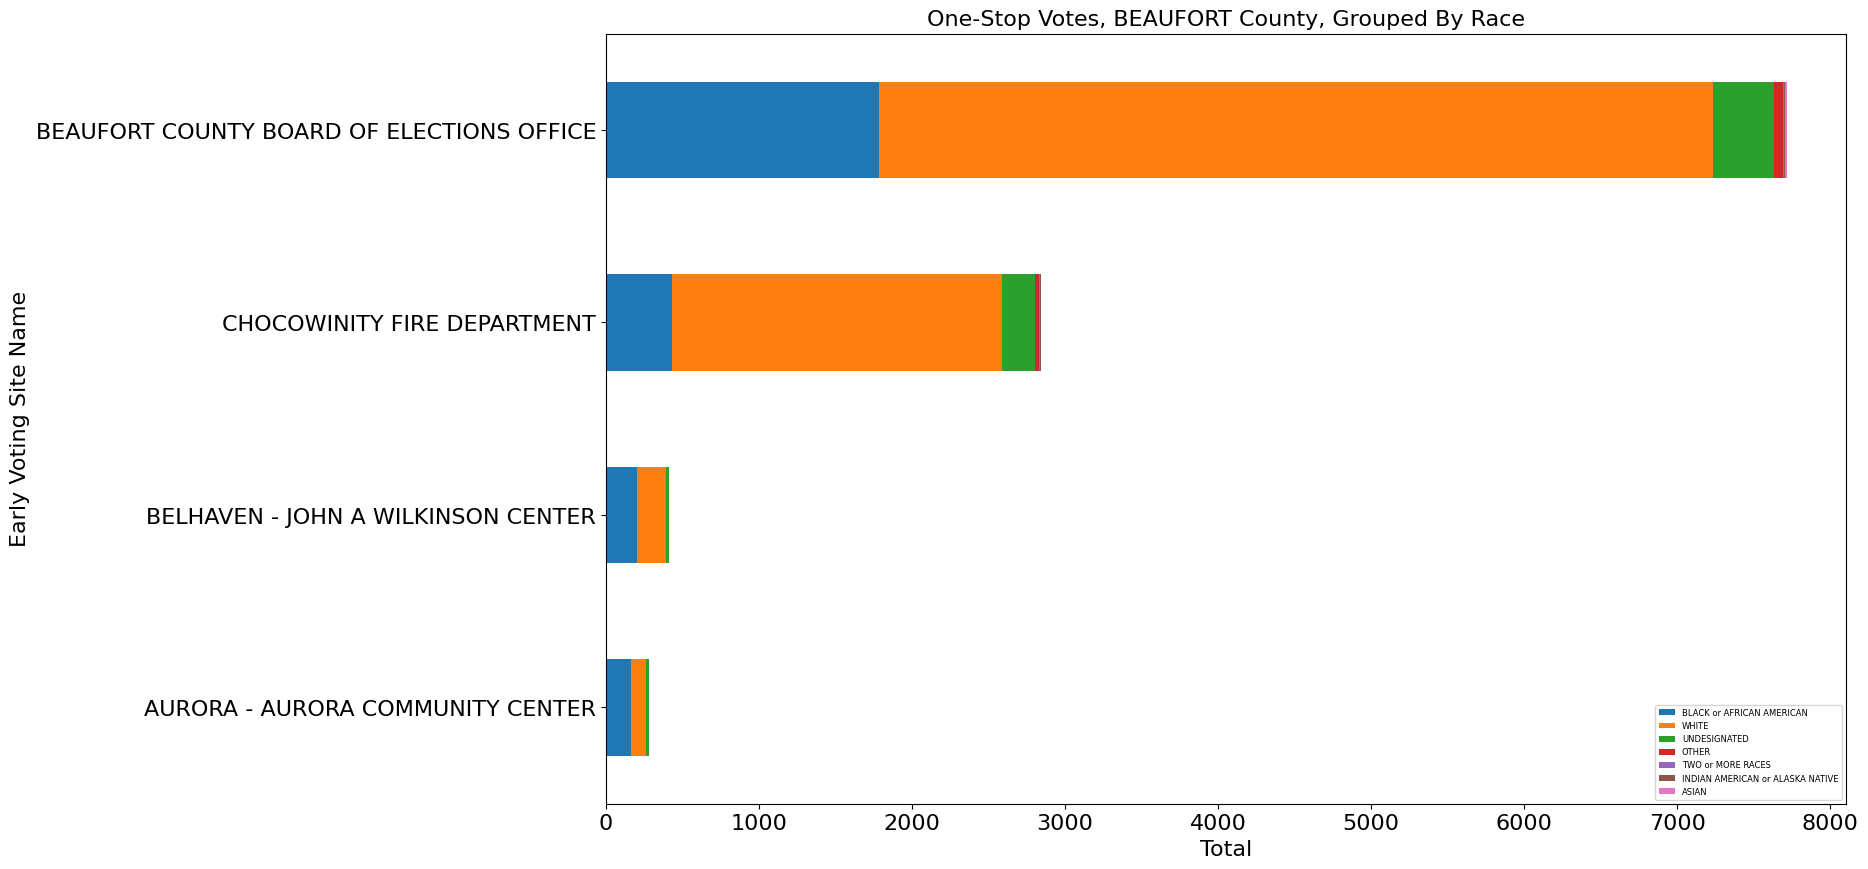 One-Stop Votes, BEAUFORT County, Grouped By Race
Early Voting Site Name
BEAUFORT COUNTY BOARD OF ELECTIONS OFFICE
CHOCOWINITY FIRE DEPARTMENT
BELHAVEN - JOHN A WILKINSON CENTER
AURORA - AURORA COMMUNITY CENTER
BLACK or AFRICAN AMERICAN
WHITE
UNDESIGNATED
OTHER
TWO or MORE RACES
INDIAN AMERICAN or ALASKA NATIVE
ASIAN
0 1000 2000 3000 4000 5000 6000 7000 8000
Total